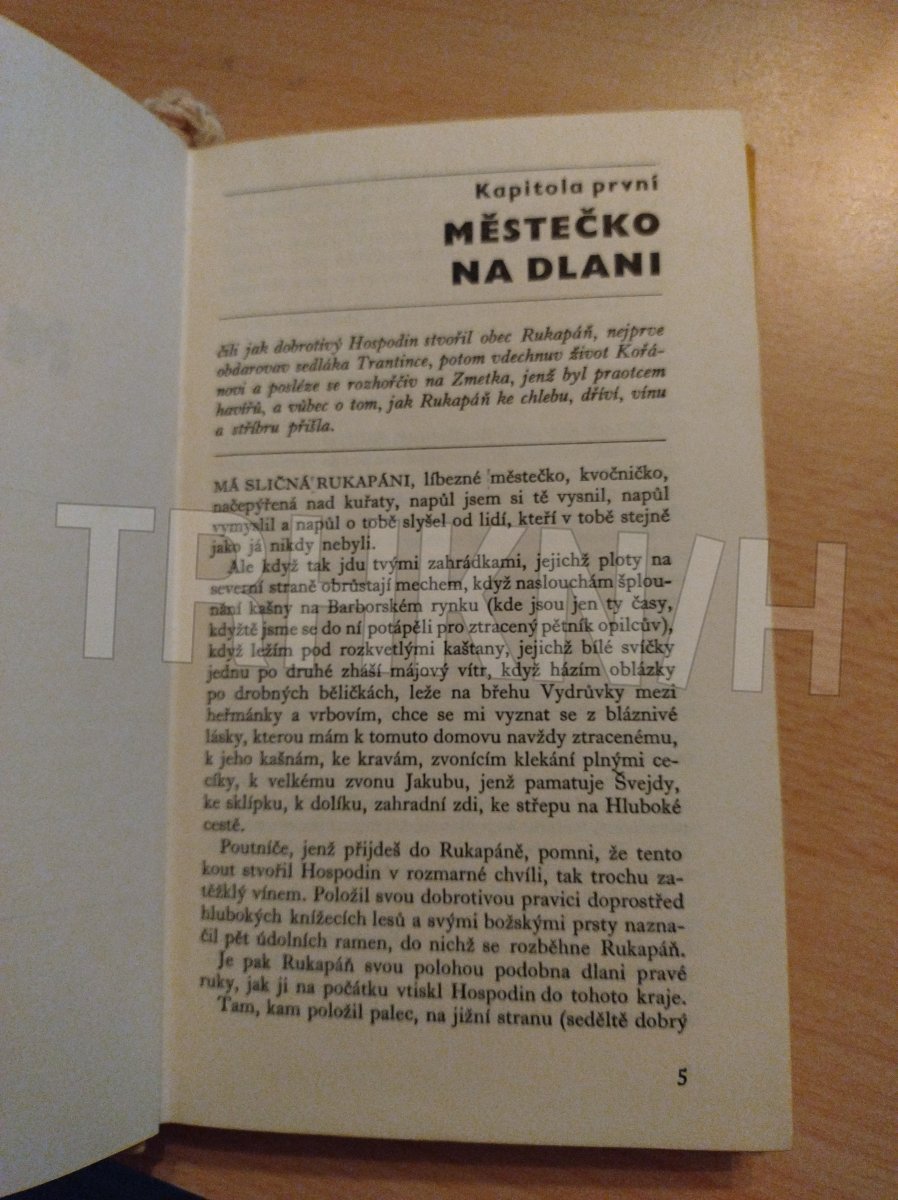 Kapitola první
MĚSTEČKO
NA DLANI
čili jak dobrotivý Hospodin stvořil obec Rukapáň, nejprve
obdarovav sedláka Trantince, potom vdechnuv život Kořá-
novi a posléze se rozhorčiv na Zmetka, jenž byl praotcem
havířů, a vůbec o tom, jak Rukapáň ke chlebu, dříví, vínu
a stříbru přišla.
MÁ SLIČNÁ RUKAPÁNI, líbezné městečko, kvočničko,
načepýřená nad kuřaty, napůl jsem si tě vysnil, napůl
vymyslil a napůl o tobě slyšel od lidí, kteří v tobě stejně
jako já nikdy nebyli.
Ale když tak jdu tvými zahrádkami, jejichž ploty na
severní straně obrůstají mechem, když naslouchám šplou-
nání kašny na Barborském rynku (kde jsou jen ty časy,
kdyžtě jsme se do ní potápěli pro ztracený pětník opilcův),
když ležím pod rozkvetlými kaštany, jejichž bílé svíčky
jednu po druhé zháší májový vítr, když házím oblázky
po drobných běličkách, leže na břehu Vydrůvky mezi
heřmánky a vrbovím, chce se mi vyznat se z bláznivé
lásky, kterou mám k tomuto domovu navždy ztracenému,
k jeho kašnám, ke kravám, zvonícím klekání plnými ce-
cíky, k velkému zvonu Jakubu, jenž pamatuje Švejdy,
ke sklípku, k dolíku, zahradní zdi, ke střepu na Hluboké
cestě.
Poutníče, jenž přijdeš do Rukapáně, pomni, že tento
kout stvořil Hospodin v rozmarné chvíli, tak trochu za-
těžklý vínem. Položil svou dobrotivou pravici doprostřed
hlubokých knížecích lesů a svými božskými prsty nazna-
čil pět údolních ramen, do nichž se rozběhne Rukapáň.
Je pak Rukapáň svou polohou podobna dlani pravé
ruky, jak ji na počátku vtiskl Hospodin do tohoto kraje.
Tam, kam položil palec, na jižní stranu (seděltě dobrý
5